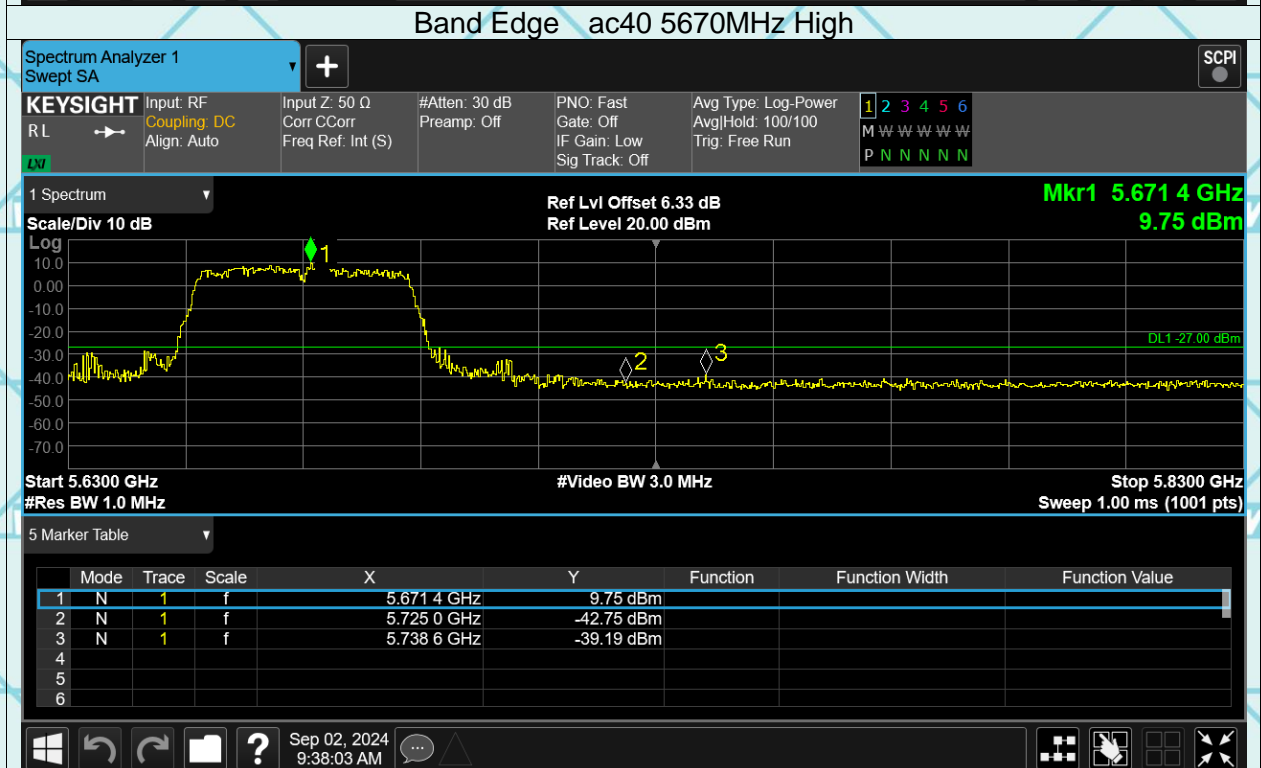 Band Edge ac40 5670MHz High
Spectrum Analyzer 1
Swept SA
+
SCPI
KEYSIGHT
R L
LXI
Input: RF
Coupling: DC
Align: Auto
Input Z: 50 Ω
Corr CCorr
Freq Ref: Int (S)
#Atten: 30 dB
Preamp: Off
PNO: Fast
Gate: Off
IF Gain: Low
Sig Track: Off
Avg Type: Log-Power
Avg|Hold: 100/100
Trig: Free Run
1 2 3 4 5 6
M W W W W W
P N N N N N
1 Spectrum
Scale/Div 10 dB
Ref Lvl Offset 6.33 dB
Ref Level 20.00 dBm
Mkr1 5.671 4 GHz
9.75 dBm
Log
10.0
0.00
-10.0
-20.0
-30.0
-40.0
-50.0
-60.0
-70.0
1
2
3
DL1 -27.00 dBm
Start 5.6300 GHz
#Res BW 1.0 MHz
#Video BW 3.0 MHz
Stop 5.8300 GHz
Sweep 1.00 ms (1001 pts)
5 Marker Table
Mode Trace Scale X Y Function Function Width Function Value
1 N 1 f 5.671 4 GHz 9.75 dBm
2 N 1 f 5.725 0 GHz -42.75 dBm
3 N 1 f 5.738 6 GHz -39.19 dBm
4
5
6
?
Sep 02, 2024
9:38:03 AM